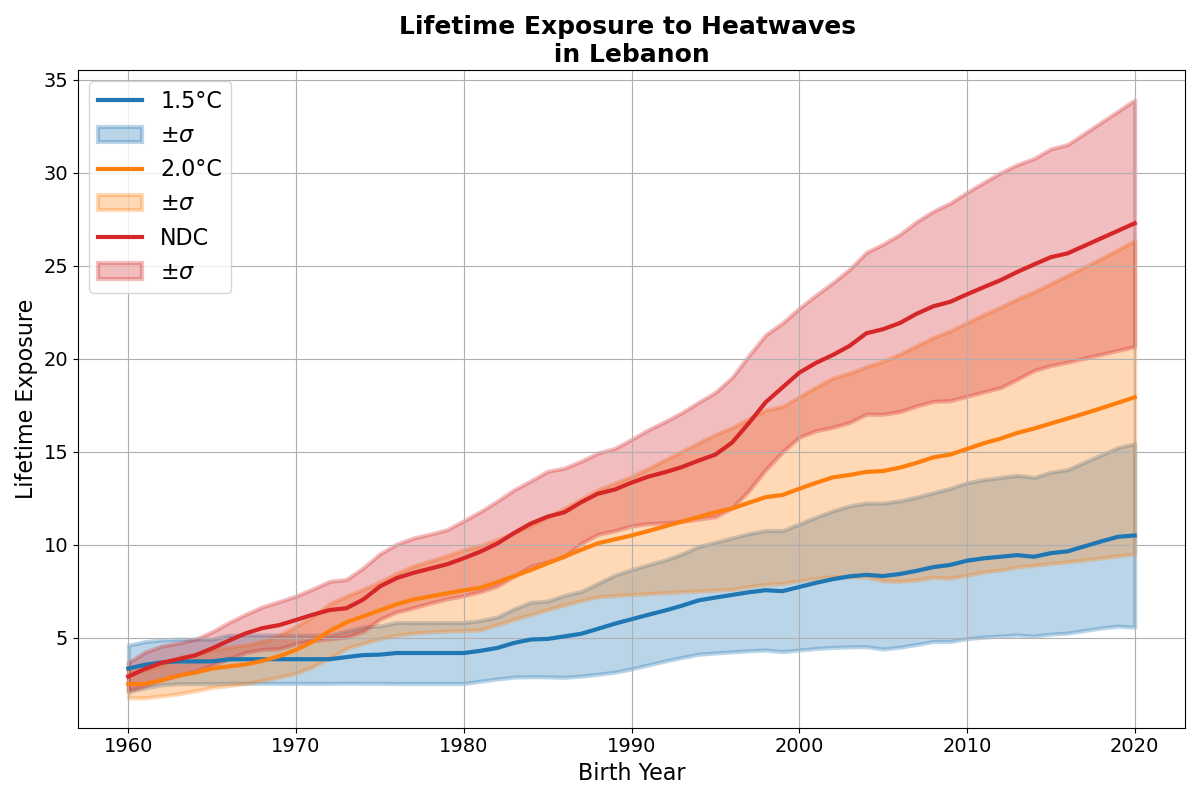 Lifetime Exposure to Heatwaves
in Lebanon
35
30
25
20
15
10
5
Lifetime Exposure
1.5°C
±σ
2.0°C
±σ
NDC
±σ
1960
1970
1980
1990
2000
2010
2020
Birth Year